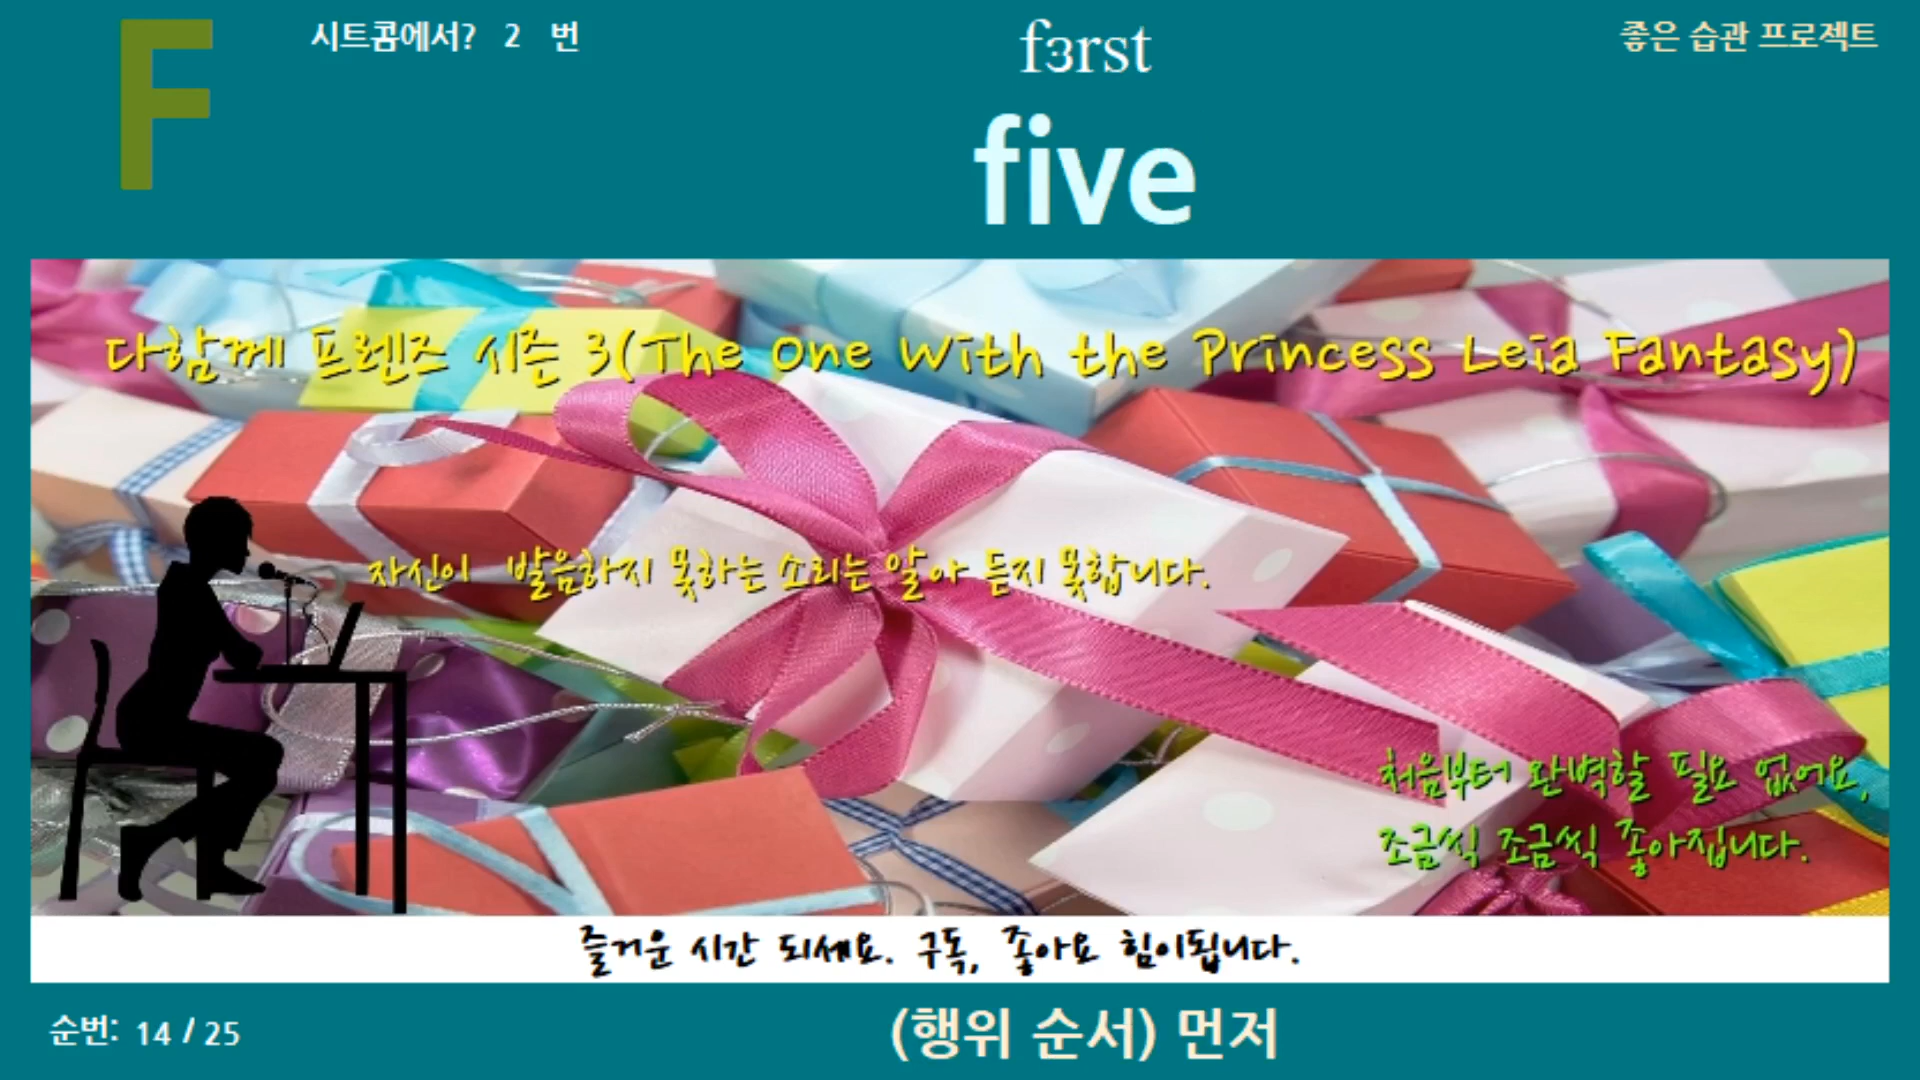 F
시트콤에서? 2 번
fɜrst
좋은 습관 프로젝트
five
다함께 프렌즈 시즌 3(The One With the Princess Leia Fantasy)
자신이 발음하지 못하는 소리는 알아 듣지 못합니다.
처음부터 완벽할 필요 없어요,
조금씩 조금씩 좋아집니다.
즐거운 시간 되세요. 구독, 좋아요 힘이됩니다.
순번: 14 / 25
(행위 순서) 먼저